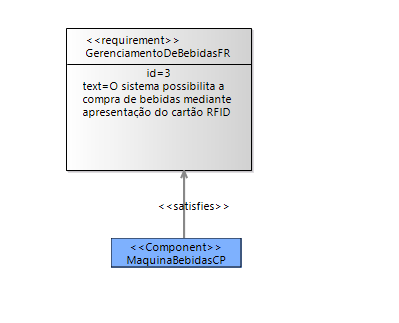 <<requirement>>
GerenciamentoDeBebidasFR
id=3
text=O sistema possibilita a
compra de bebidas mediante
apresentação do cartão RFID
<<satisfies>>
<<Component>>
MaquinaBebidasCP